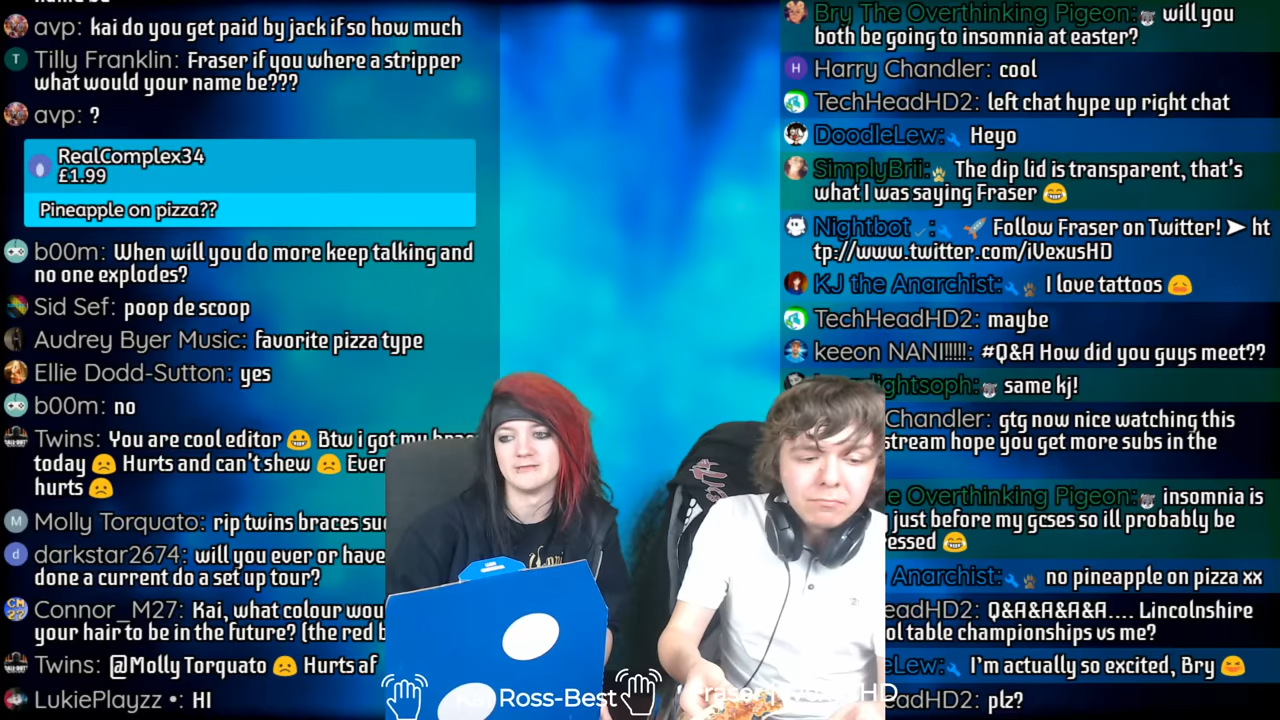 avp: kai do you get paid by jack if so how much
Tilly Franklin: Fraser if you where a stripper
what would your name be???
avp: ?
RealComplex34
£1.99
Pineapple on pizza??
b00m: When will you do more keep talking and
no one explodes?
Sid Sef: poop de scoop
Audrey Byer Music: favorite pizza type
Ellie Dodd-Sutton: yes
b00m: no
Twins: You are cool editor 😬 Btw i got my
today ☹️ Hurts and can't shew ☹️
hurts ☹️
Molly Torquato: rip twins braces
darkstar2674: will you ever or have
done a current do a set up tour?
Connor_M27: Kai, what colour
your hair to be in the future? (the red
Twins: @Molly Torquato ☹️ Hurts
LukiePlayzz •: HI
Bry The Overthinking Pigeon: will you
both be going to insomnia at easter?
Harry Chandler: cool
TechHeadHD2: left chat hype up right chat
DoodleLew: Heyo
SimplyBrii: The dip lid is transparent, that's
what I was saying Fraser 😂
Nightbot ✓: 🚀 Follow Fraser on Twitter! ➤ ht
tp://www.twitter.com/iVexusHD
KJ the Anarchist: I love tattoos 😩
TechHeadHD2: maybe
keeon NANI!!!!!: #Q&A How did you guys meet??
same kj!
Chandler: gtg now nice watching this
stream hope you get more subs in the
Overthinking Pigeon: insomnia is
just before my gcses so ill probably be
😂
Anarchist: no pineapple on pizza xx
Q&A&A&A&A.... Lincolnshire
table championships vs me?
I'm actually so excited, Bry 😆
plz?
Ross-Best